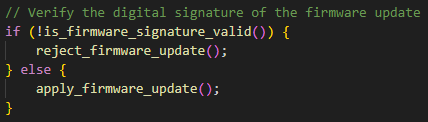 // Verify the digital signature of the firmware update
if (!is_firmware_signature_valid()) {
    reject_firmware_update();
} else {
    apply_firmware_update();
}